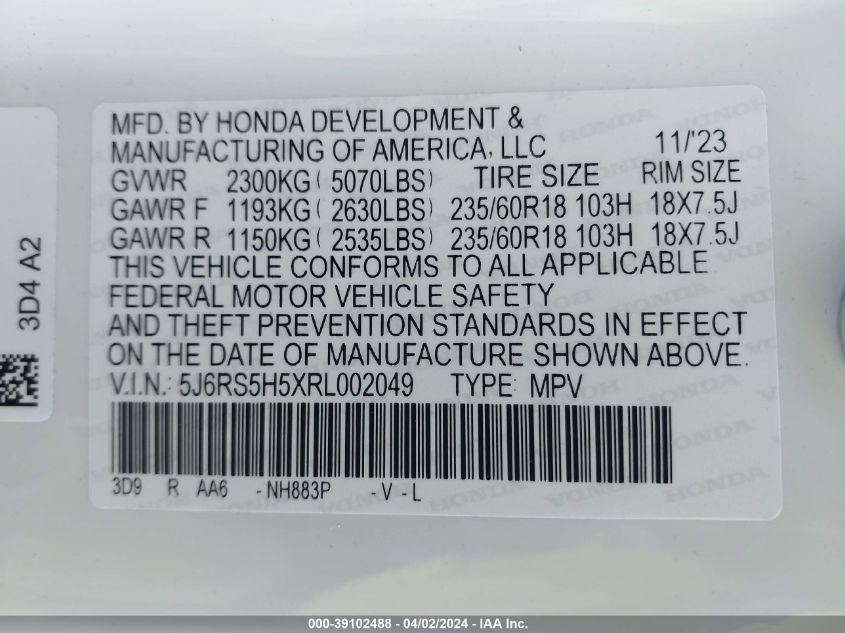 MFD. BY HONDA DEVELOPMENT &
MANUFACTURING OF AMERICA, LLC 11/'23
GVWR 2300KG( 5070LBS) TIRE SIZE RIM SIZE
GAWR F 1193KG( 2630LBS) 235/60R18 103H 18X7.5J
GAWR R 1150KG( 2535LBS) 235/60R18 103H 18X7.5J
THIS VEHICLE CONFORMS TO ALL APPLICABLE
FEDERAL MOTOR VEHICLE SAFETY
AND THEFT PREVENTION STANDARDS IN EFFECT
ON THE DATE OF MANUFACTURE SHOWN ABOVE.
V.I.N.: 5J6RS5H5XRL002049 TYPE: MPV
3D9 R AA6 -NH883P -V-L
3D4 A2
000-39102488 - 04/02/2024 - IAA Inc.